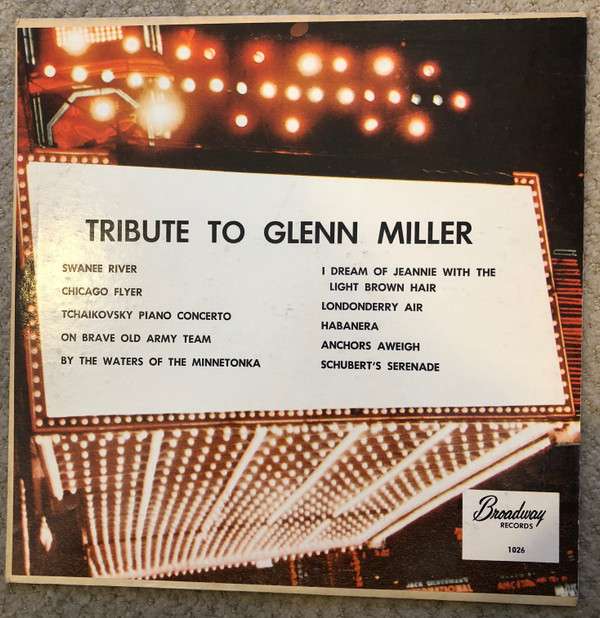 TRIBUTE TO GLENN MILLER
SWANEE RIVER
CHICAGO FLYER
TCHAIKOVSKY PIANO CONCERTO
ON BRAVE OLD ARMY TEAM
BY THE WATERS OF THE MINNETONKA
I DREAM OF JEANNIE WITH THE
LIGHT BROWN HAIR
LONDONDERRY AIR
HABANERA
ANCHORS AWEIGH
SCHUBERT'S SERENADE
Broadway
RECORDS
1026